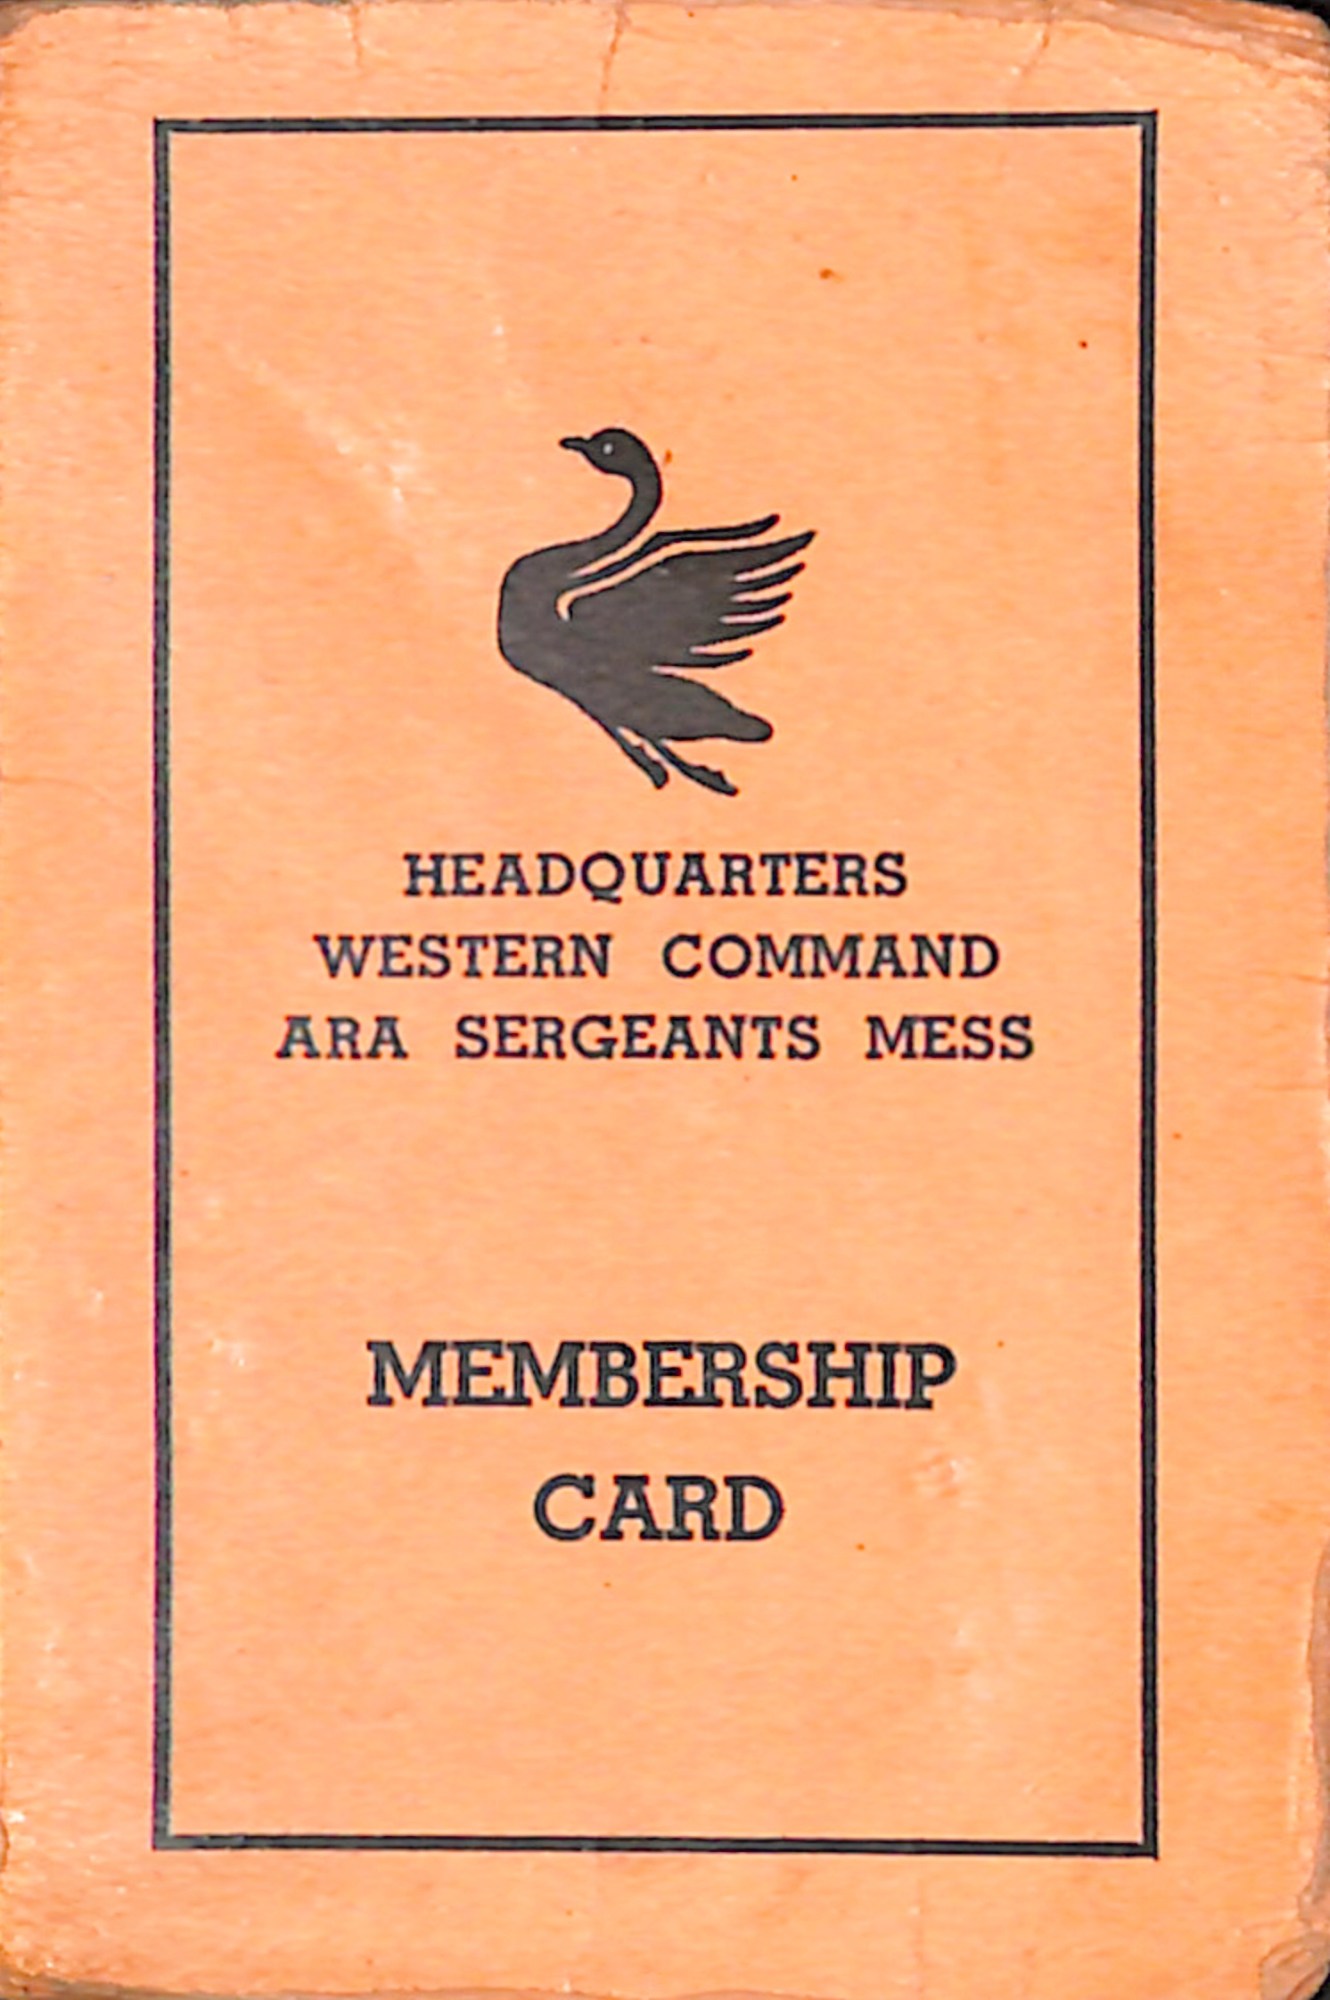 HEADQUARTERS
WESTERN COMMAND
ARA SERGEANTS MESS
MEMBERSHIP
CARD